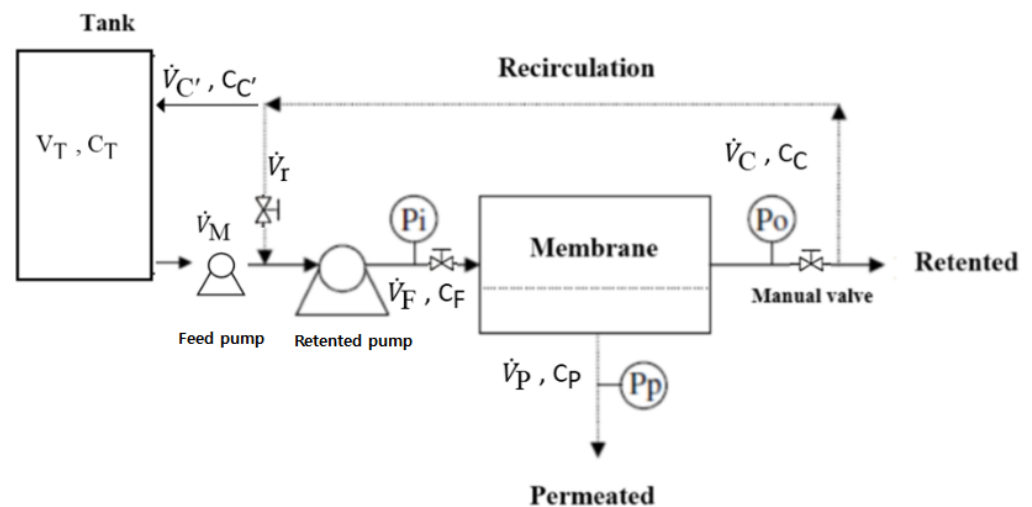 Tank
V̇C' , CC'
Recirculation
VT , CT
V̇r
V̇C , CC
V̇M
Pi
Po
Membrane
Retented
V̇F , CF
Manual valve
Feed pump
Retented pump
V̇P , CP
Pp
Permeated